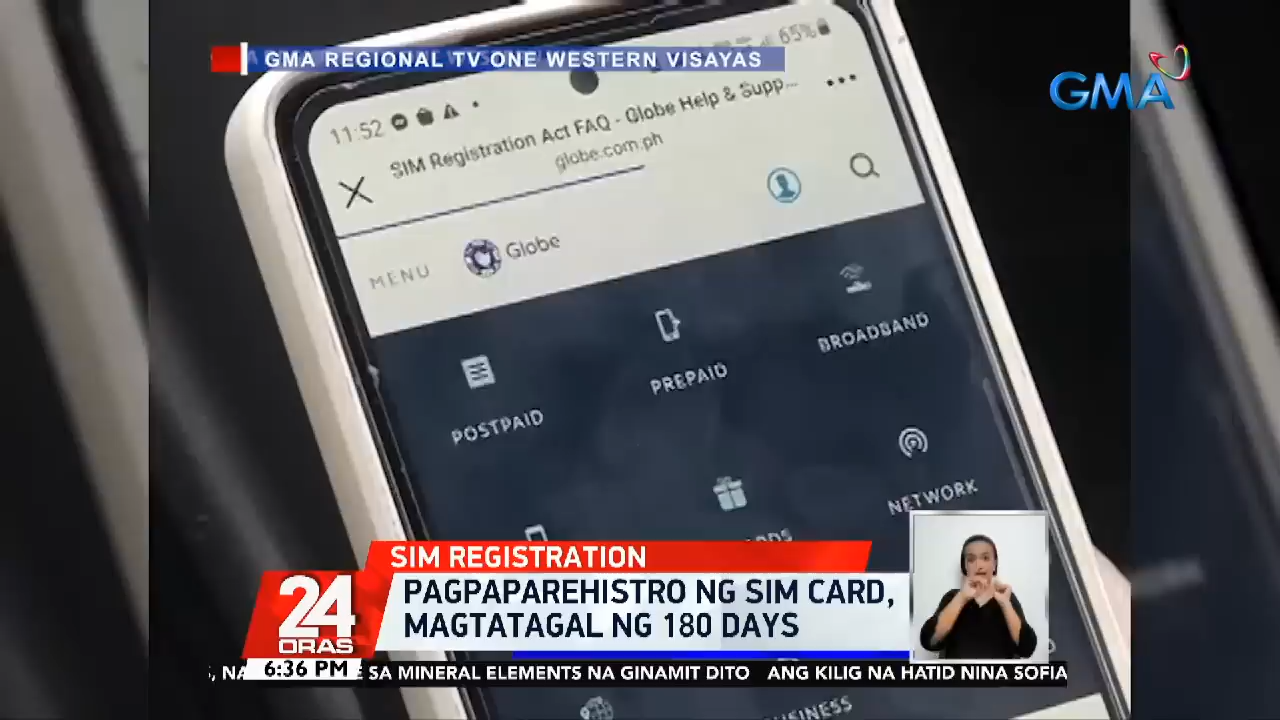 GMA REGIONAL TV ONE WESTERN VISAYAS
GMA
65%
11:52
SIM Registration Act FAQ - Globe Help & Supp...
globe.com.ph
MENU
Globe
POSTPAID
PREPAID
BROADBAND
NETWORK
SIM REGISTRATION
24
ORAS
PAGPAPAREHISTRO NG SIM CARD,
MAGTATAGAL NG 180 DAYS
6:36 PM
SA MINERAL ELEMENTS NA GINAMIT DITO ANG KILIG NA HATID NINA SOFIA